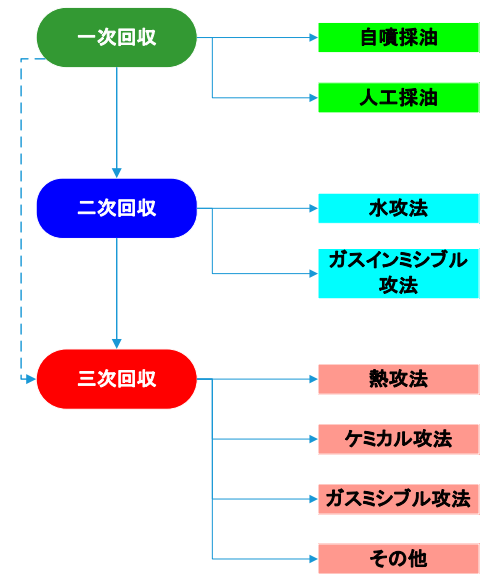 一次回収
自噴採油
人工採油
二次回収
水攻法
ガスインミシブル
攻法
三次回収
熱攻法
ケミカル攻法
ガスミシブル攻法
その他